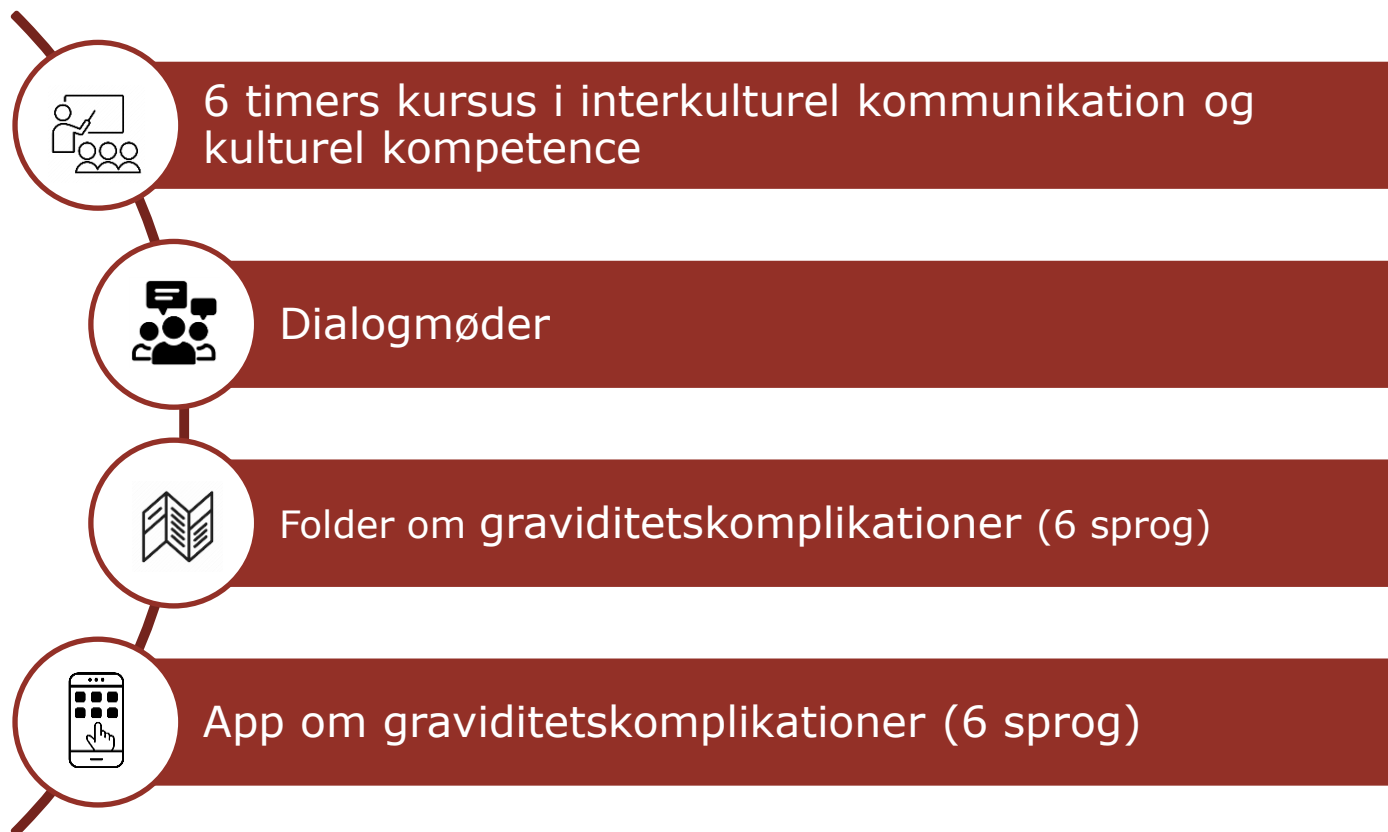 6 timers kursus i interkulturel kommunikation og
kulturel kompetence
Dialogmøder
Folder om graviditetskomplikationer (6 sprog)
App om graviditetskomplikationer (6 sprog)